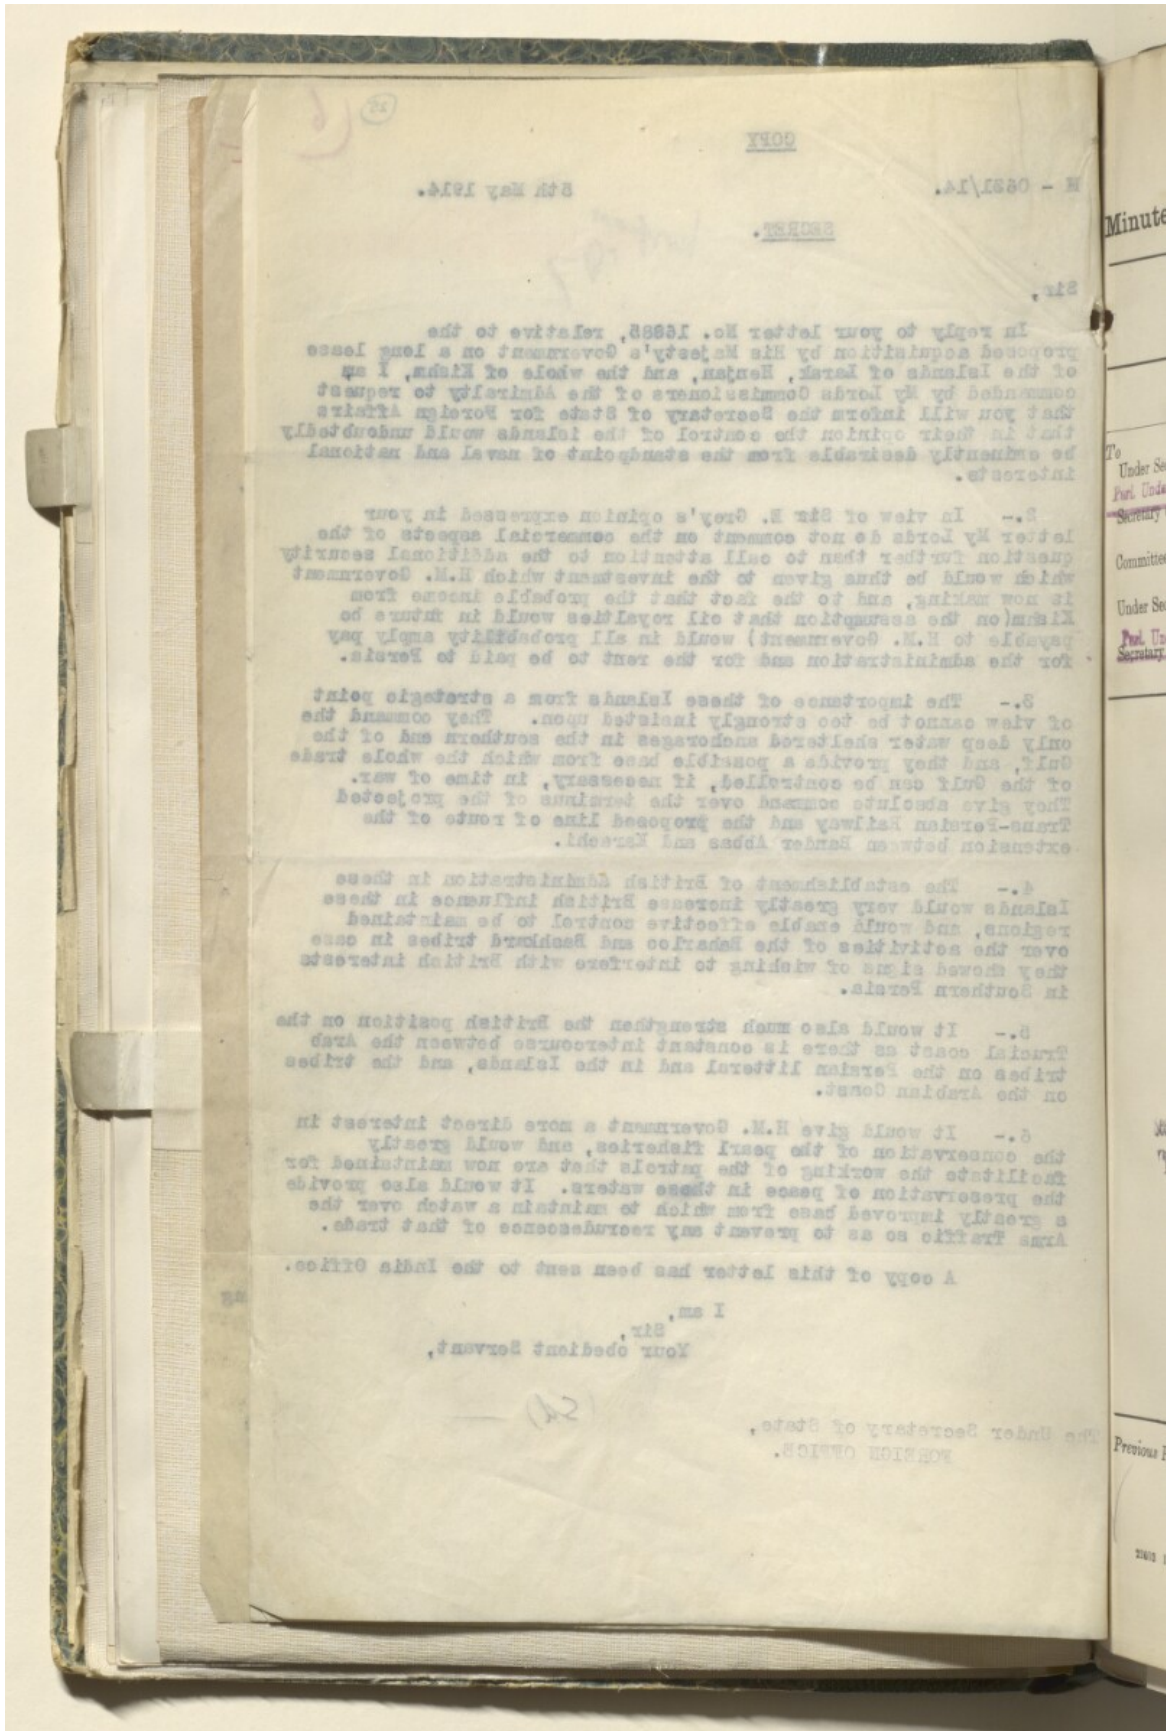 COPY
M - 0621/14. 5th May 1914.
SECRET.
Sir,
In reply to your letter No. 16885, relative to the
proposed acquisition by His Majesty's Government on a long lease
of the Islands of Larak, Henjan, and the whole of Kishm, I am
commanded by My Lords Commissioners of the Admiralty to request
that you will inform the Secretary of State for Foreign Affairs
that in their opinion the control of the islands would undoubtedly
be eminently desirable from the standpoint of naval and national
interests.
2.- In view of Sir E. Grey's opinion expressed in your
letter My Lords do not comment on the commercial aspects of the
question further than to call attention to the additional security
which would be thus given to the investment which H.M. Government
is now making, and to the fact that the probable income from
Kishm(on the assumption that oil royalties would in future be
payable to H.M. Government) would in all probability amply pay
for the administration and for the rent to be paid to Persia.
3.- The importance of these Islands from a strategic point
of view cannot be too strongly insisted upon. They command the
only deep water sheltered anchorages in the southern end of the
Gulf, and they provide a possible base from which the whole trade
of the Gulf can be controlled, if necessary, in time of war.
They give absolute command over the terminus of the projected
Trans-Persian Railway and the proposed line of route of the
extension between Bandar Abbas and Karachi.
4.- The establishment of British Administration in these
Islands would very greatly increase British influence in these
regions, and would enable effective control to be maintained
over the activities of the Baharloo and Bashkurd tribes in case
they showed signs of wishing to interfere with British interests
in Southern Persia.
5.- It would also much strengthen the British position on the
Trucial coast as there is constant intercourse between the Arab
tribes on the Persian litteral and in the Islands, and the tribes
on the Arabian Coast.
6.- It would give H.M. Government a more direct interest in
the conservation of the pearl fisheries, and would greatly
facilitate the working of the patrols that are now maintained for
the preservation of peace in those waters. It would also provide
a greatly improved base from which to maintain a watch over the
Arms Traffic so as to prevent any recrudescence of that trade.
A copy of this letter has been sent to the India Office.
I am,
Sir,
Your obedient Servant,
(Sd)
The Under Secretary of State,
FOREIGN OFFICE.
Minute
To
Under Se
Parl. Unde
Secretary
Committee
Under Se
Parl. Un
Secretary
Previous